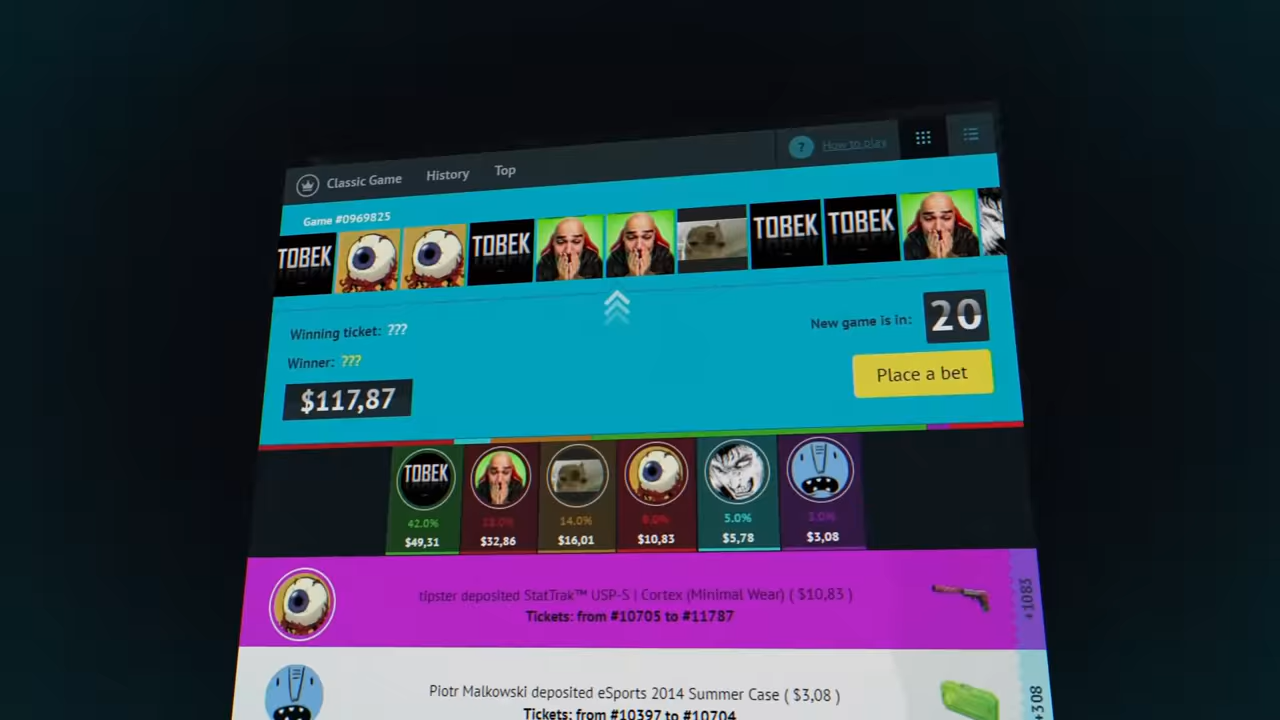 ? How to play
Classic Game History Top
Game #0969825
TOBEK TOBEK TOBEK TOBEK
Winning ticket: ???
New game is in: 20
Winner: ???
Place a bet
$117,87
TOBEK
42.0% 14.0% 5.0%
$49,31 $32,86 $16,01 $10,83 $5,78 $3,08
tipster deposited StatTrak™ USP-S | Cortex (Minimal Wear) ( $10,83 )
Tickets: from #10705 to #11787
+1083
Piotr Malkowski deposited eSports 2014 Summer Case ( $3,08 )
Tickets: from #10397 to #10704
+308